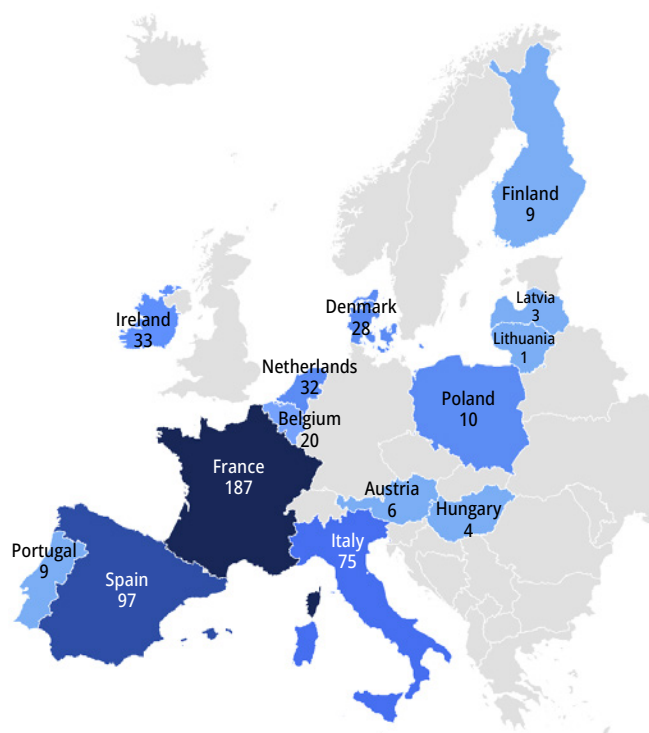 Finland
9
Latvia
3
Ireland
33
Denmark
28
Lithuania
1
Netherlands
32
Poland
10
Belgium
20
France
187
Austria
6
Hungary
4
Italy
75
Portugal
9
Spain
97